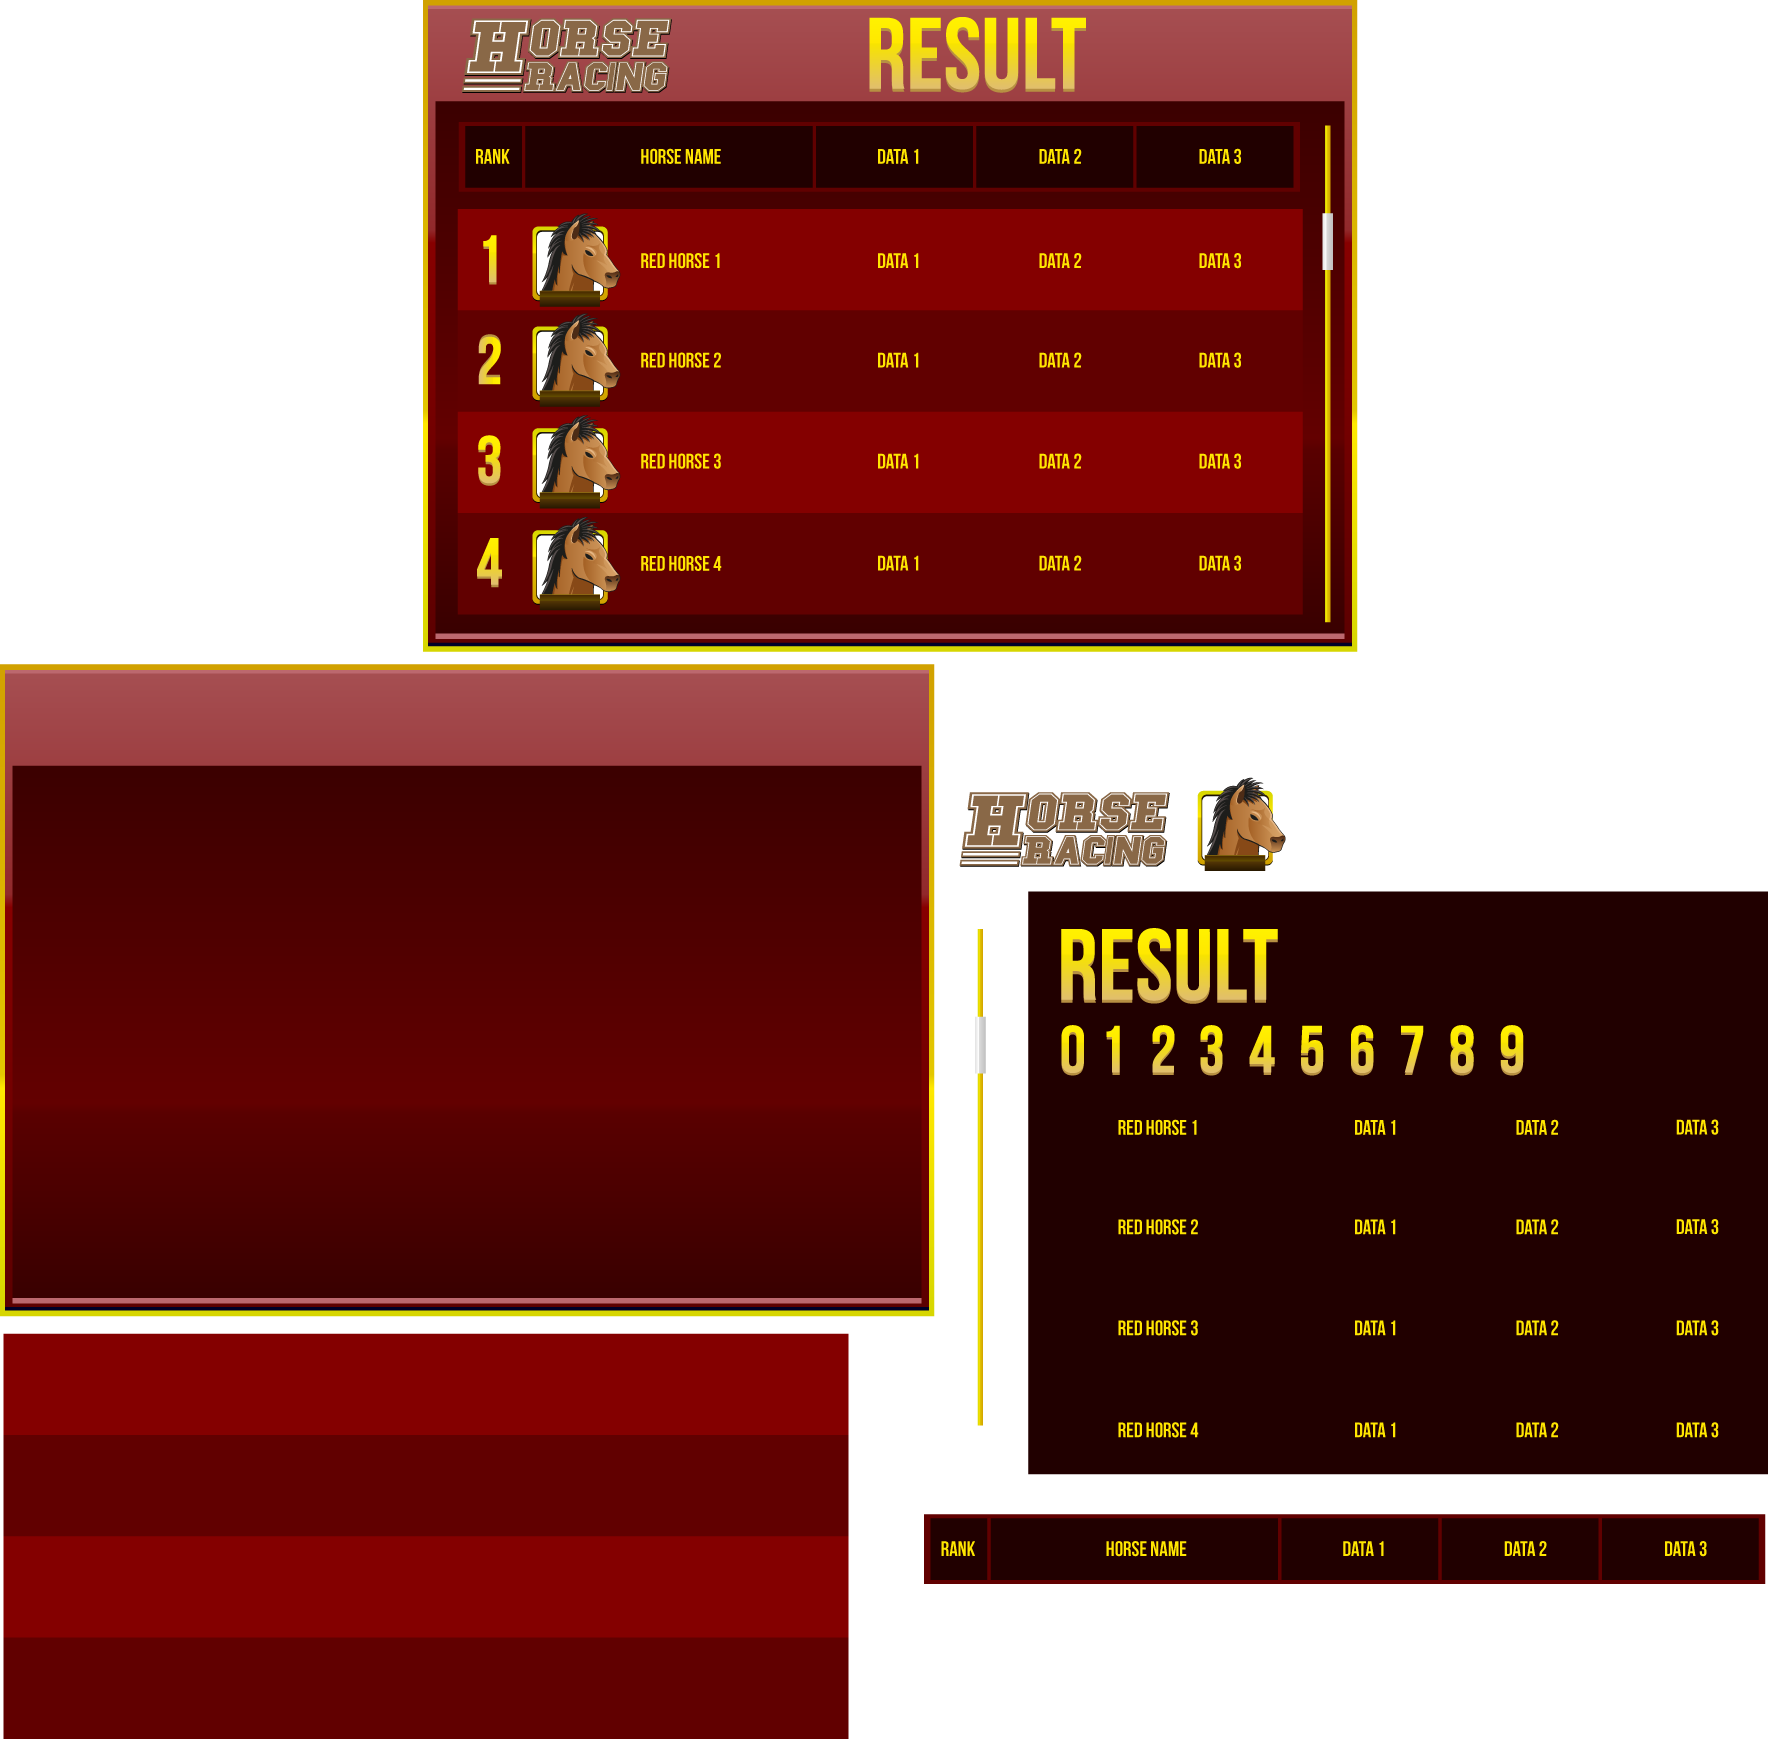 HORSE
RACING
RESULT
RANK HORSE NAME DATA 1 DATA 2 DATA 3
1 RED HORSE 1 DATA 1 DATA 2 DATA 3
2 RED HORSE 2 DATA 1 DATA 2 DATA 3
3 RED HORSE 3 DATA 1 DATA 2 DATA 3
4 RED HORSE 4 DATA 1 DATA 2 DATA 3
HORSE
RACING
RESULT
0 1 2 3 4 5 6 7 8 9
RED HORSE 1 DATA 1 DATA 2 DATA 3
RED HORSE 2 DATA 1 DATA 2 DATA 3
RED HORSE 3 DATA 1 DATA 2 DATA 3
RED HORSE 4 DATA 1 DATA 2 DATA 3
RANK HORSE NAME DATA 1 DATA 2 DATA 3